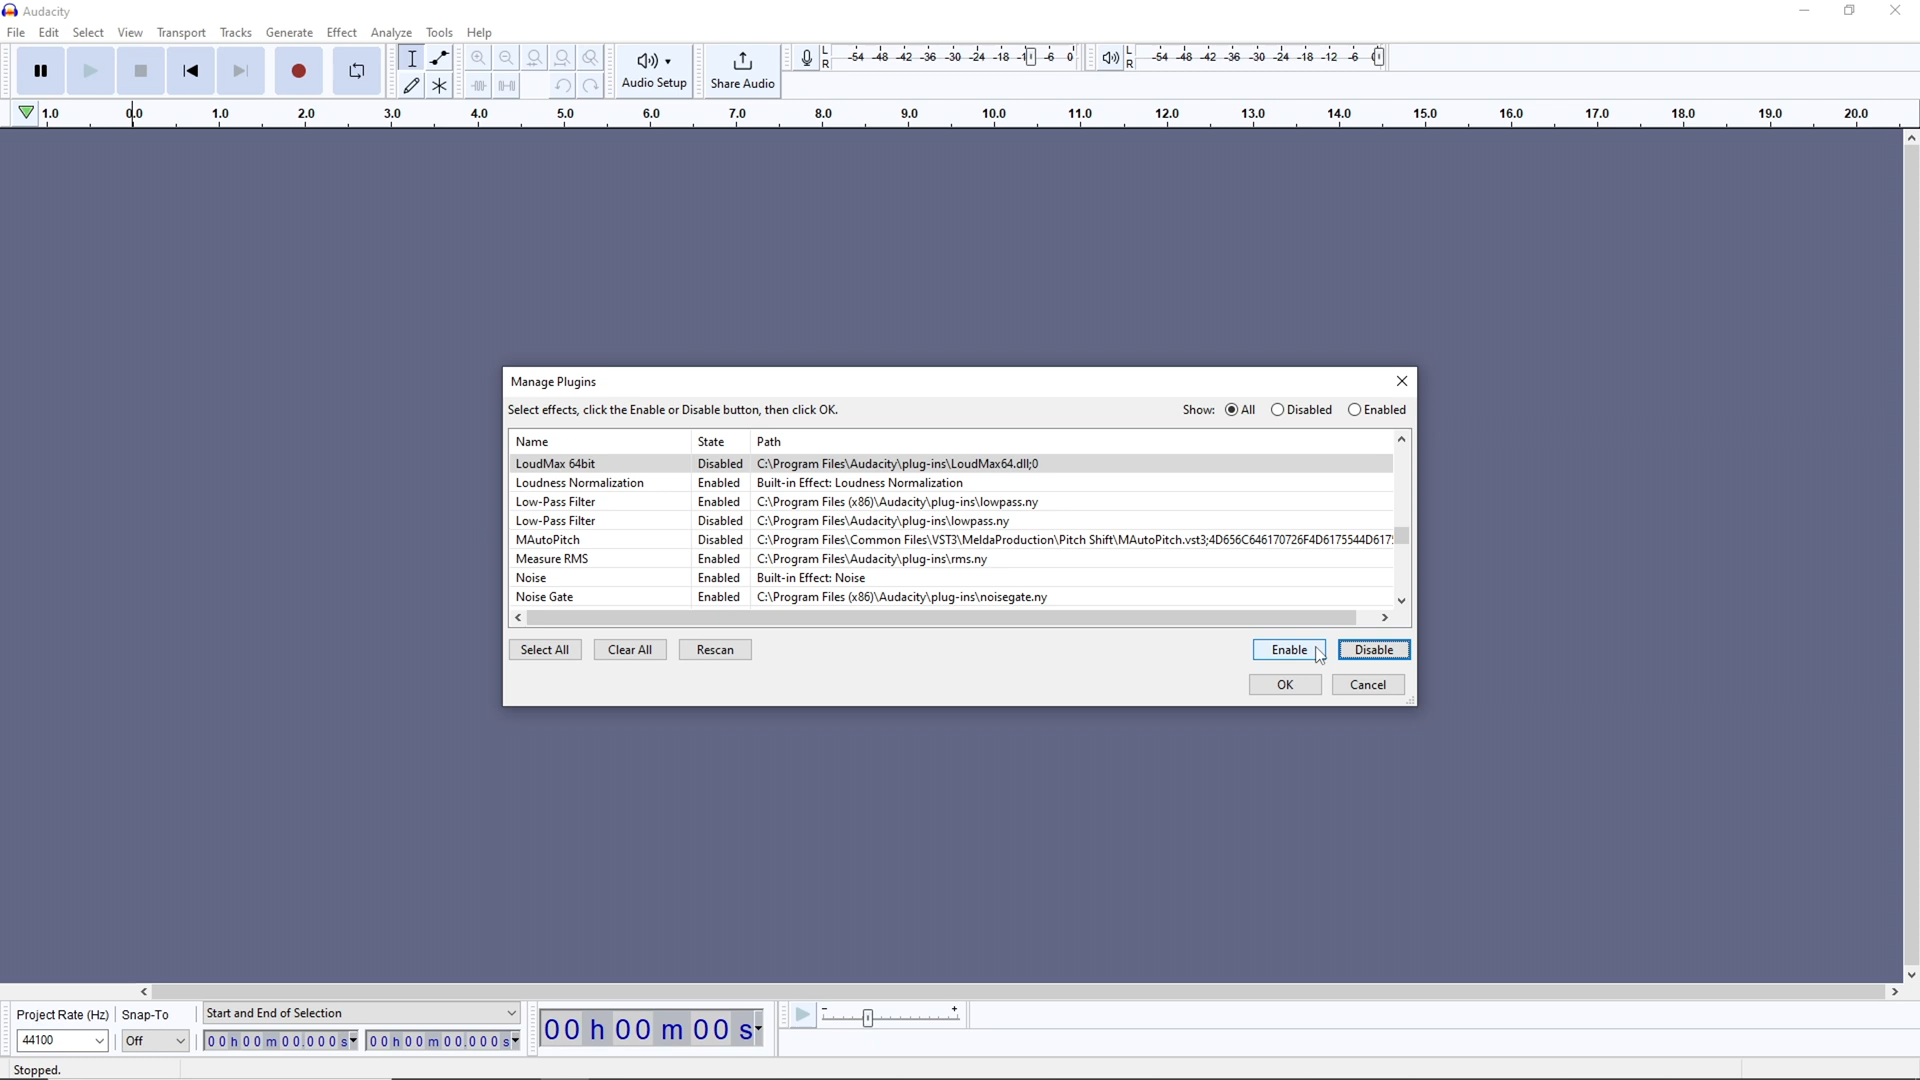 Audacity
File Edit Select View Transport Tracks Generate Effect Analyze Tools Help
Audio Setup
Share Audio
L R
-54 -48 -42 -36 -30 -24 -18 -6 0
L R
-54 -48 -42 -36 -30 -24 -18 -12 -6
1.0 0.0 1.0 2.0 3.0 4.0 5.0 6.0 7.0 8.0 9.0 10.0 11.0 12.0 13.0 14.0 15.0 16.0 17.0 18.0 19.0 20.0
Manage Plugins
Select effects, click the Enable or Disable button, then click OK.
Show: All Disabled Enabled
Name State Path
LoudMax 64bit Disabled C:\Program Files\Audacity\plug-ins\LoudMax64.dll;0
Loudness Normalization Enabled Built-in Effect: Loudness Normalization
Low-Pass Filter Enabled C:\Program Files (x86)\Audacity\plug-ins\lowpass.ny
Low-Pass Filter Disabled C:\Program Files\Audacity\plug-ins\lowpass.ny
MAutoPitch Disabled C:\Program Files\Common Files\VST3\MeldaProduction\Pitch Shift\MAutoPitch.vst3;4D656C646170726F4D6175544D617
Measure RMS Enabled C:\Program Files\Audacity\plug-ins\rms.ny
Noise Enabled Built-in Effect: Noise
Noise Gate Enabled C:\Program Files (x86)\Audacity\plug-ins\noisegate.ny
Select All Clear All Rescan Enable Disable
OK Cancel
Project Rate (Hz) Snap-To Start and End of Selection
44100 Off 00h00m00.000s 00h00m00.000s
00 h 00 m 00 s
Stopped.